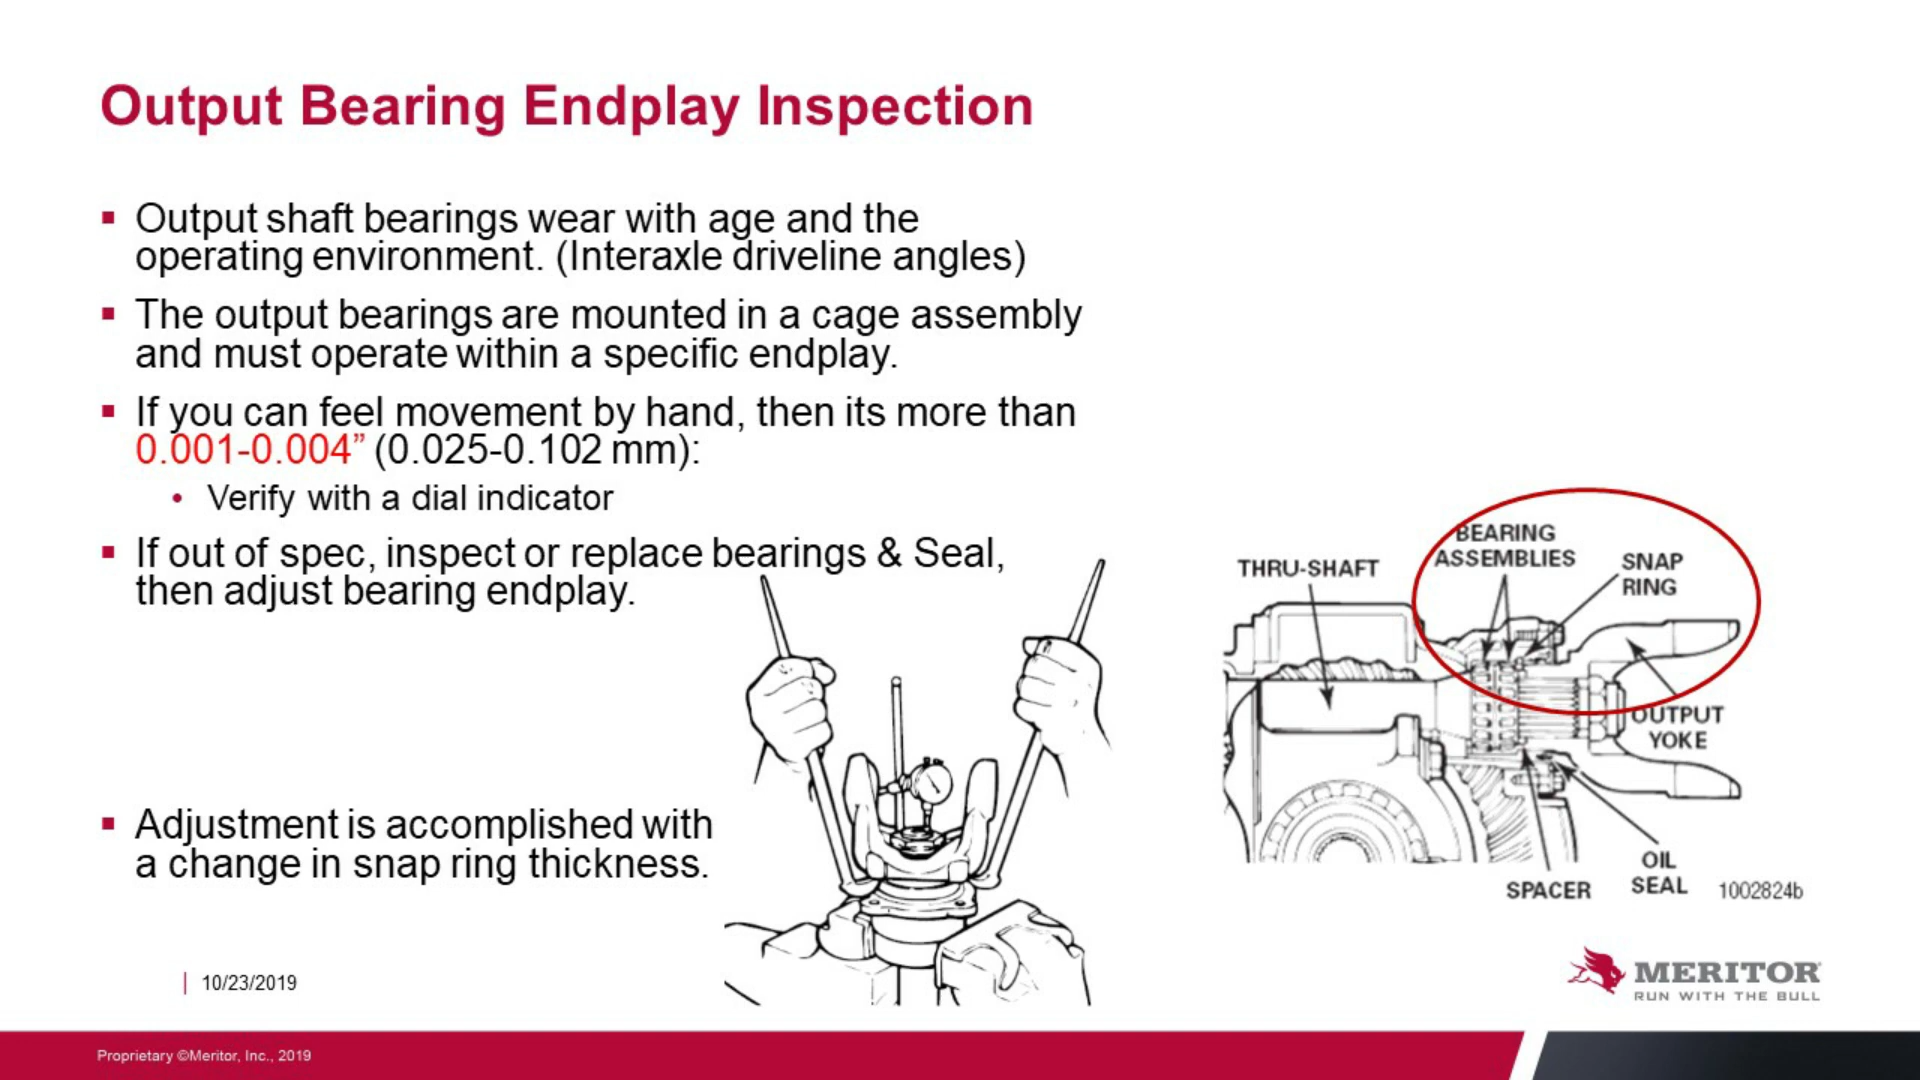 Output Bearing Endplay Inspection
▪ Output shaft bearings wear with age and the
operating environment. (Interaxle driveline angles)
▪ The output bearings are mounted in a cage assembly
and must operate within a specific endplay.
▪ If you can feel movement by hand, then its more than
0.001-0.004” (0.025-0.102 mm):
• Verify with a dial indicator
▪ If out of spec, inspect or replace bearings & Seal,
then adjust bearing endplay.
▪ Adjustment is accomplished with
a change in snap ring thickness.
THRU-SHAFT
BEARING
ASSEMBLIES
SNAP
RING
OUTPUT
YOKE
OIL
SEAL
SPACER
1002824b
10/23/2019
MERITOR
RUN WITH THE BULL
Proprietary ©Meritor, Inc., 2019